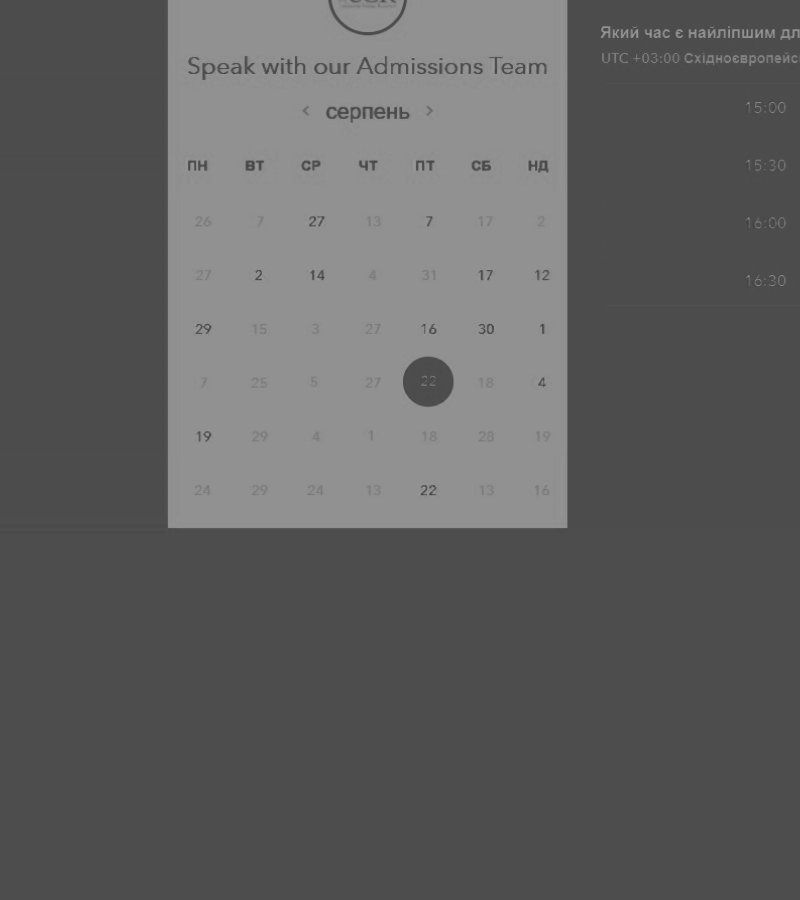 Speak with our Admissions Team
< серпень >
ПН ВТ СР ЧТ ПТ СБ НД
26 7 27 13 7 17 2
27 2 14 4 31 17 12
29 15 3 27 16 30 1
7 25 5 27 22 18 4
19 29 4 1 18 28 19
24 29 24 13 22 13 16
Який час є найліпшим дл
UTC +03:00 Східноєвропейс
15:00
15:30
16:00
16:30